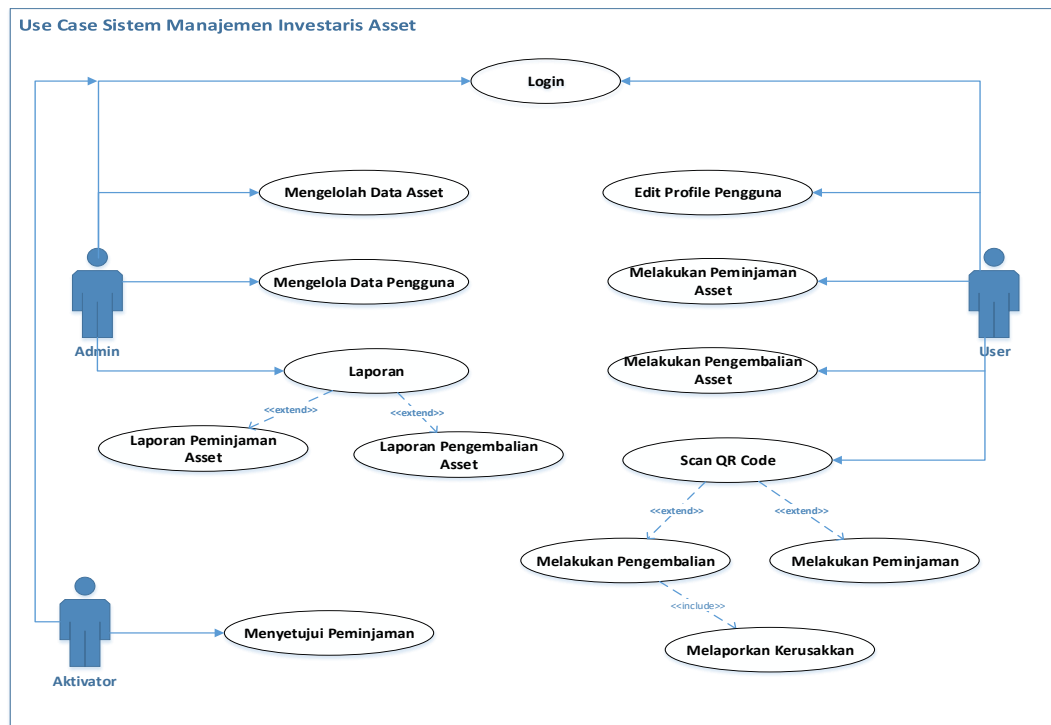 Use Case Sistem Manajemen Investaris Asset
Login
Mengelolah Data Asset
Edit Profile Pengguna
Mengelola Data Pengguna
Melakukan Peminjaman
Asset
Admin
User
Laporan
Melakukan Pengembalian
Asset
<<extend>>
<<extend>>
Laporan Peminjaman
Asset
Laporan Pengembalian
Asset
Scan QR Code
<<extend>>
<<extend>>
Melakukan Pengembalian
Melakukan Peminjaman
<<include>>
Menyetujui Peminjaman
Melaporkan Kerusakkan
Aktivator